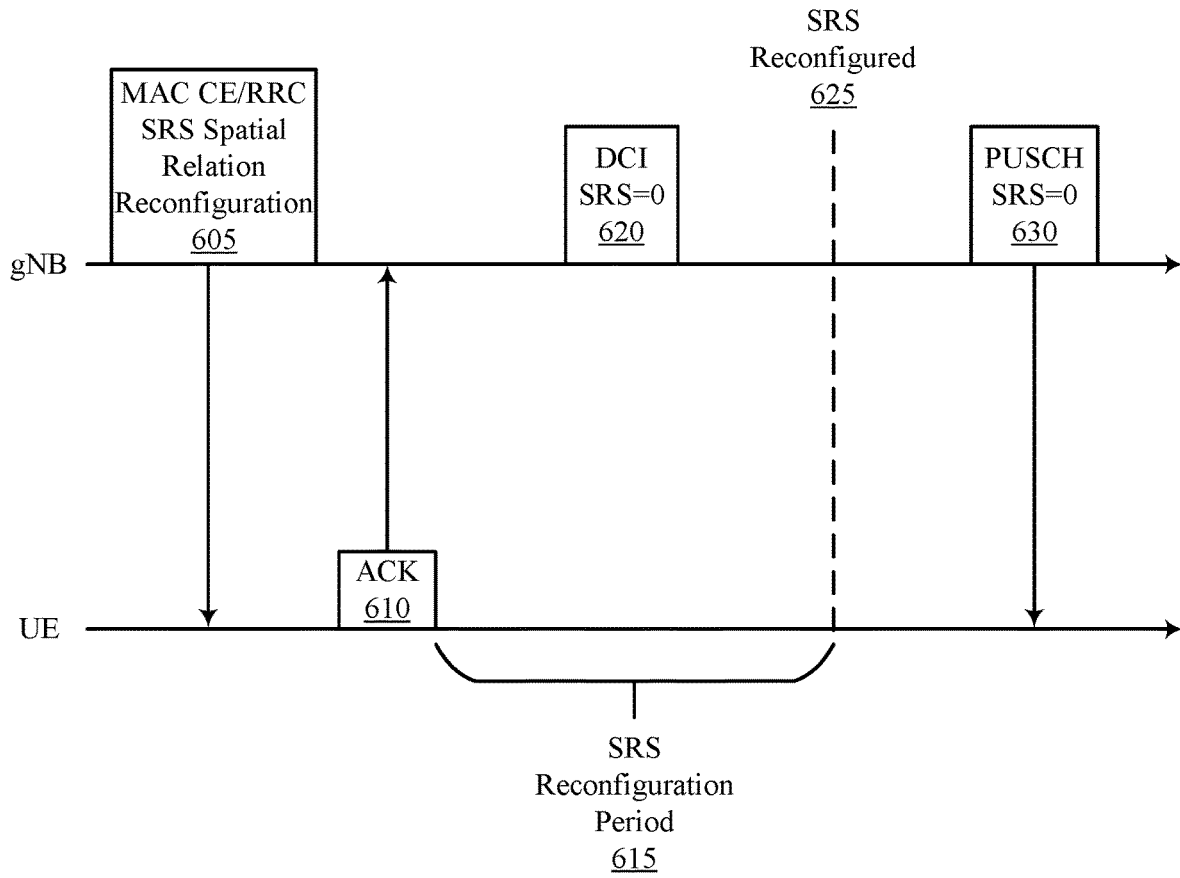 SRS
Reconfigured
625
MAC CE/RRC
SRS Spatial
Relation
Reconfiguration
605
DCI
SRS=0
620
PUSCH
SRS=0
630
gNB
ACK
610
UE
SRS
Reconfiguration
Period
615